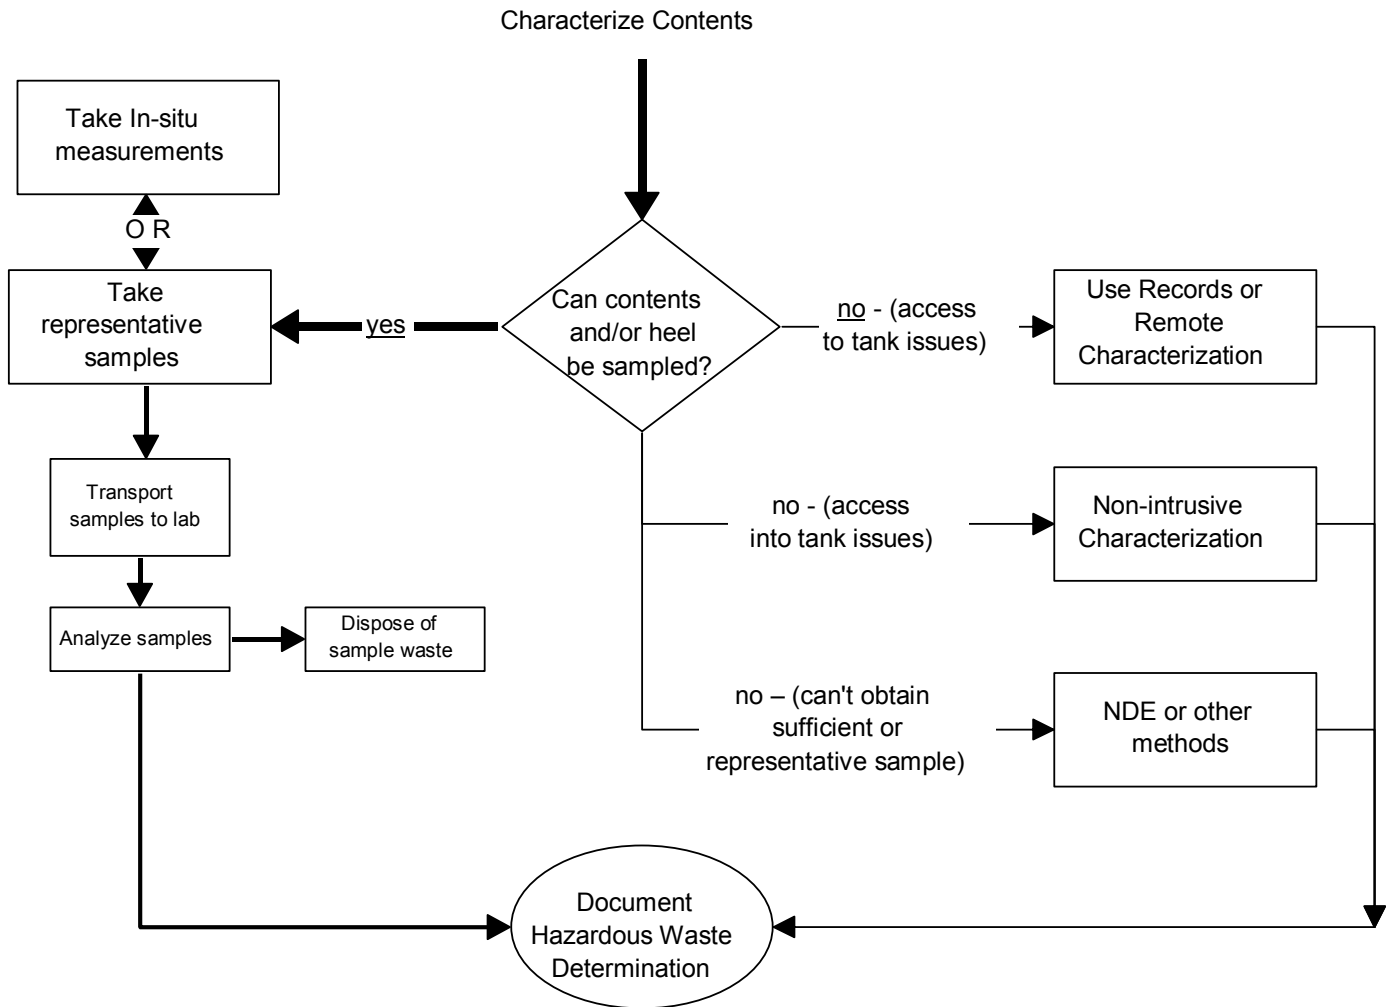 Characterize Contents
Take In-situ
measurements
O R
Take
representative
samples
yes
Can contents
and/or heel
be sampled?
no - (access
to tank issues)
Use Records or
Remote
Characterization
Transport
samples to lab
no - (access
into tank issues)
Non-intrusive
Characterization
Analyze samples
Dispose of
sample waste
no – (can't obtain
sufficient or
representative sample)
NDE or other
methods
Document
Hazardous Waste
Determination